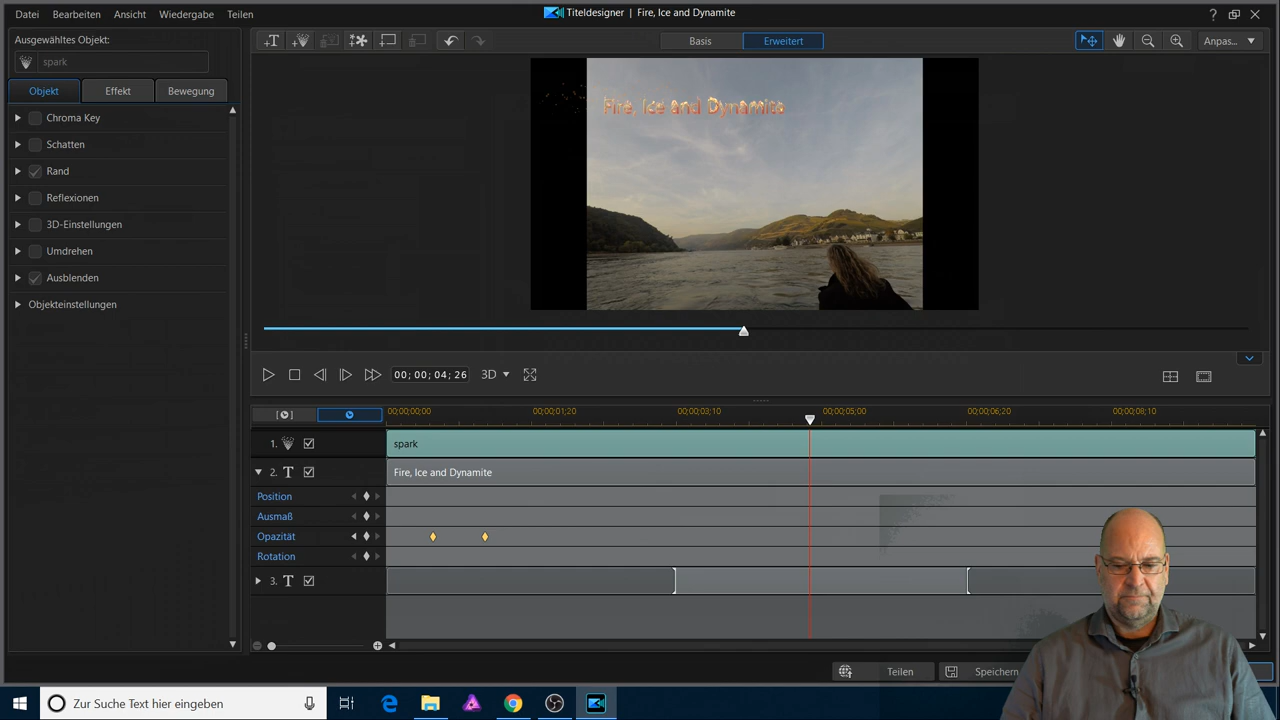 Datei Bearbeiten Ansicht Wiedergabe Teilen
Titeldesigner | Fire, Ice and Dynamite
?
Ausgewähltes Objekt:
spark
Objekt Effekt Bewegung
Chroma Key
Schatten
Rand
Reflexionen
3D-Einstellungen
Umdrehen
Ausblenden
Objekteinstellungen
Basis Erweitert
Anpas...
Fire, Ice and Dynamite
00; 00; 04; 26 3D
00;00;00;00 00;00;01;20 00;00;03;10 00;00;05;00 00;00;06;20 00;00;08;10
1. spark
2. T Fire, Ice and Dynamite
Position
Ausmaß
Opazität
Rotation
3. T
Teilen Speichern
Zur Suche Text hier eingeben